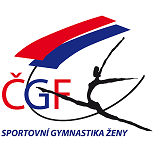 ČGF
SPORTOVNÍ GYMNASTIKA ŽENY